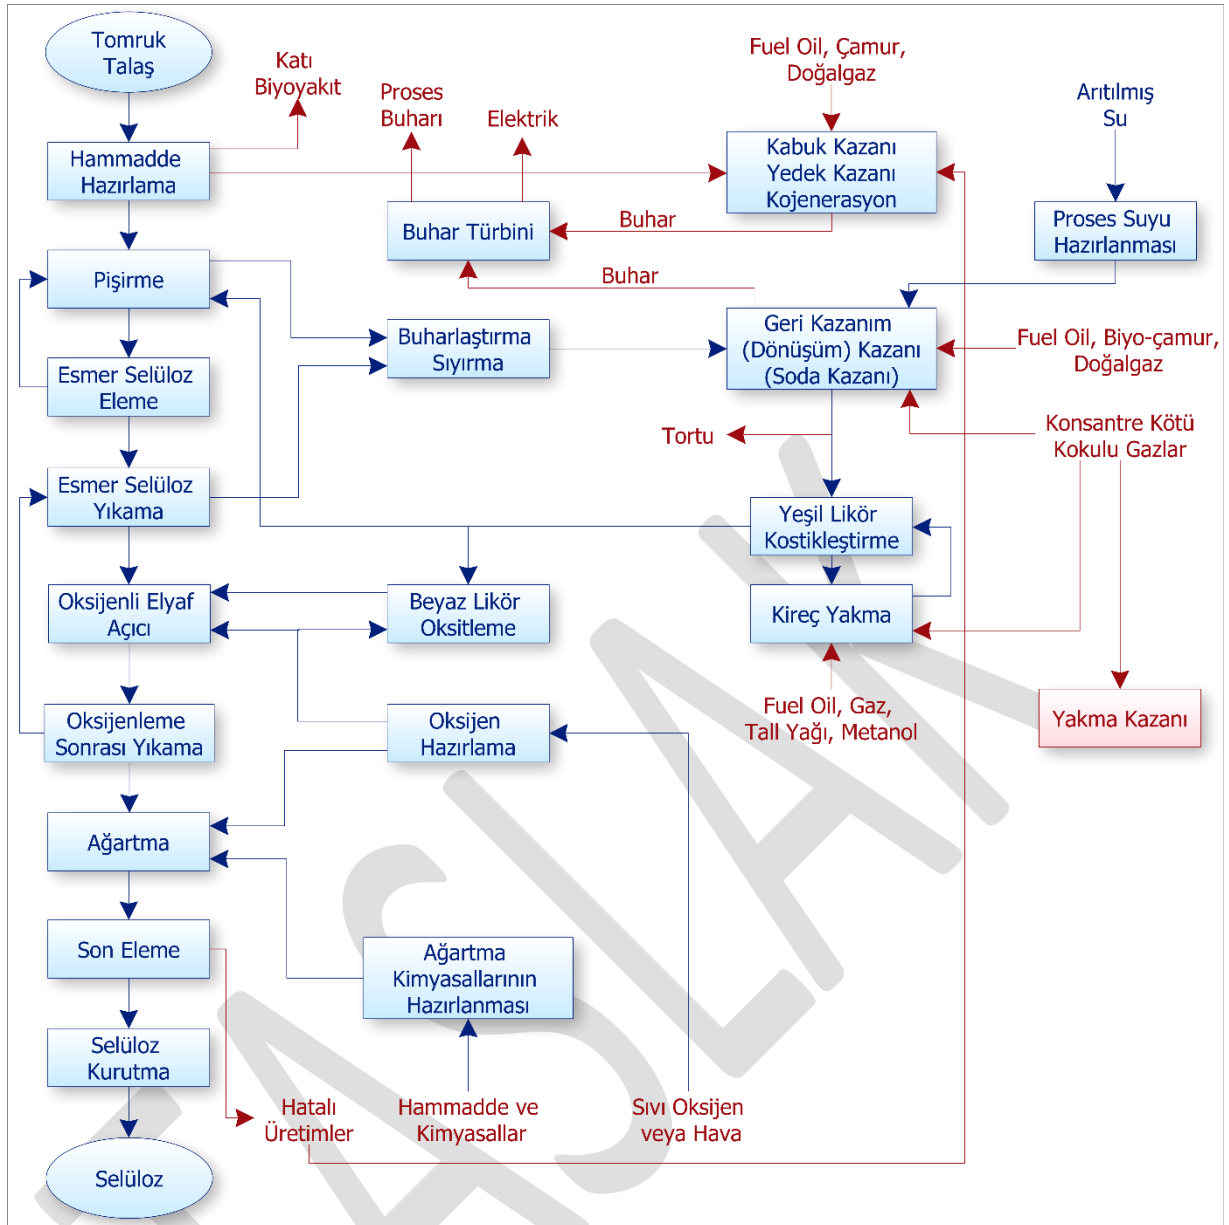 Tomruk
Talaş
Katı
Biyoyakıt
Proses
Buharı
Elektrik
Fuel Oil, Çamur,
Doğalgaz
Arıtılmış
Su
Hammadde
Hazırlama
Kabuk Kazanı
Yedek Kazanı
Kojenerasyon
Buhar Türbini
Buhar
Proses Suyu
Hazırlanması
Pişirme
Buhar
Buharlaştırma
Sıyırma
Geri Kazanım
(Dönüşüm) Kazanı
(Soda Kazanı)
Fuel Oil, Biyo-çamur,
Doğalgaz
Esmer Selüloz
Eleme
Tortu
Konsantre Kötü
Kokulu Gazlar
Esmer Selüloz
Yıkama
Yeşil Likör
Kostikleştirme
Oksijenli Elyaf
Açıcı
Beyaz Likör
Oksitleme
Kireç Yakma
Oksijenleme
Sonrası Yıkama
Oksijen
Hazırlama
Fuel Oil, Gaz,
Tall Yağı, Metanol
Yakma Kazanı
Ağartma
Son Eleme
Ağartma
Kimyasallarının
Hazırlanması
Selüloz
Kurutma
Hatalı
Üretimler
Hammadde ve
Kimyasallar
Sıvı Oksijen
veya Hava
Selüloz
TASLAK